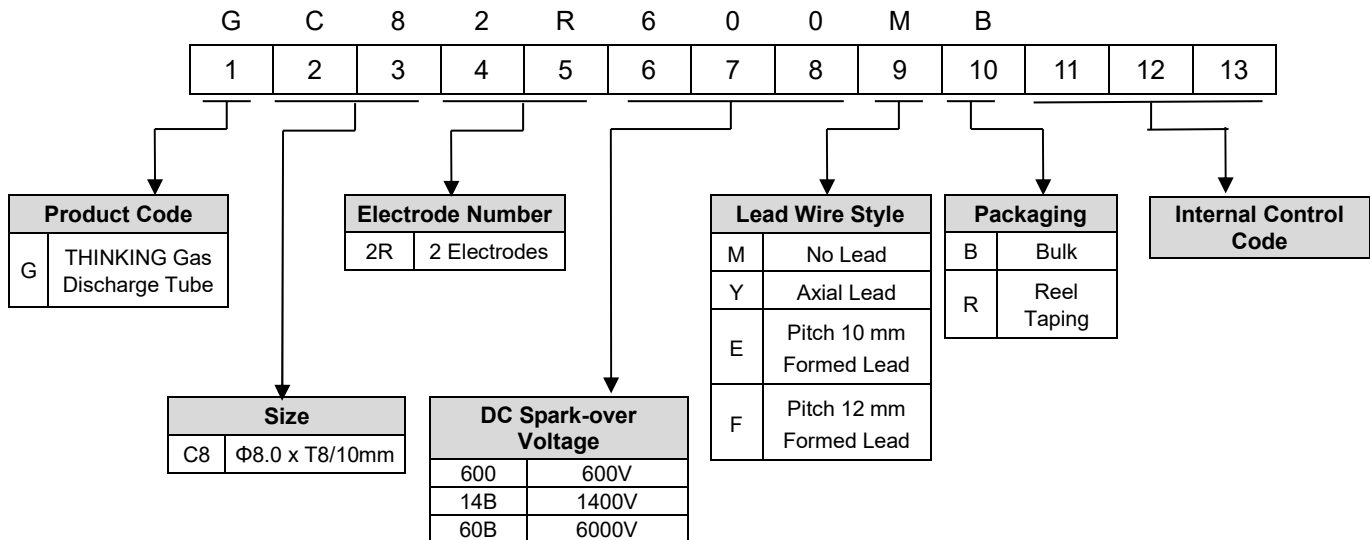 G C 8 2 R 6 0 0 M B
1 2 3 4 5 6 7 8 9 10 11 12 13
Product Code
G THINKING Gas
Discharge Tube
Electrode Number
2R 2 Electrodes
Lead Wire Style
M No Lead
Y Axial Lead
E Pitch 10 mm
Formed Lead
F Pitch 12 mm
Formed Lead
Packaging
B Bulk
R Reel
Taping
Internal Control
Code
Size
C8 Φ8.0 x T8/10mm
DC Spark-over
Voltage
600 600V
14B 1400V
60B 6000V